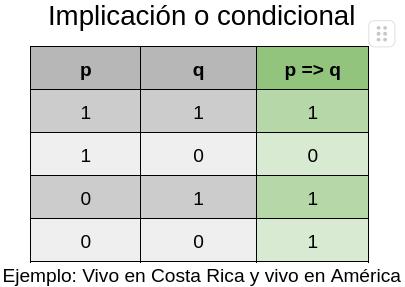 Implicación o condicional
p q p => q
1 1 1
1 0 0
0 1 1
0 0 1
Ejemplo: Vivo en Costa Rica y vivo en América